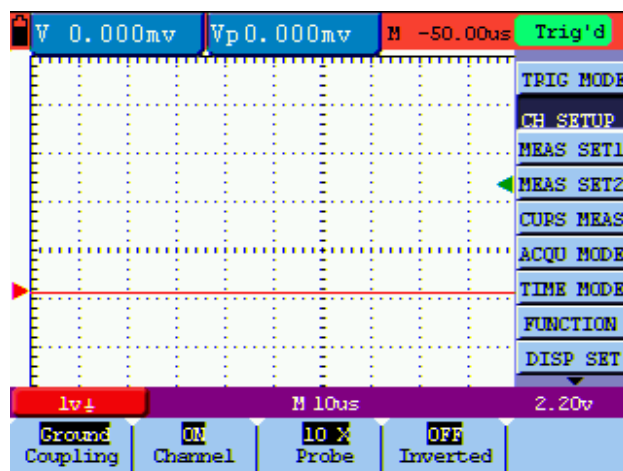 V 0.000mv Vp0.000mv M -50.00us Trig'd
TRIG MODE
CH SETUP
MEAS SET1
MEAS SET2
CURS MEAS
ACQU MODE
TIME MODE
FUNCTION
DISP SET
1v⏚ M 10us 2.20v
Ground ON 10 X OFF
Coupling Channel Probe Inverted